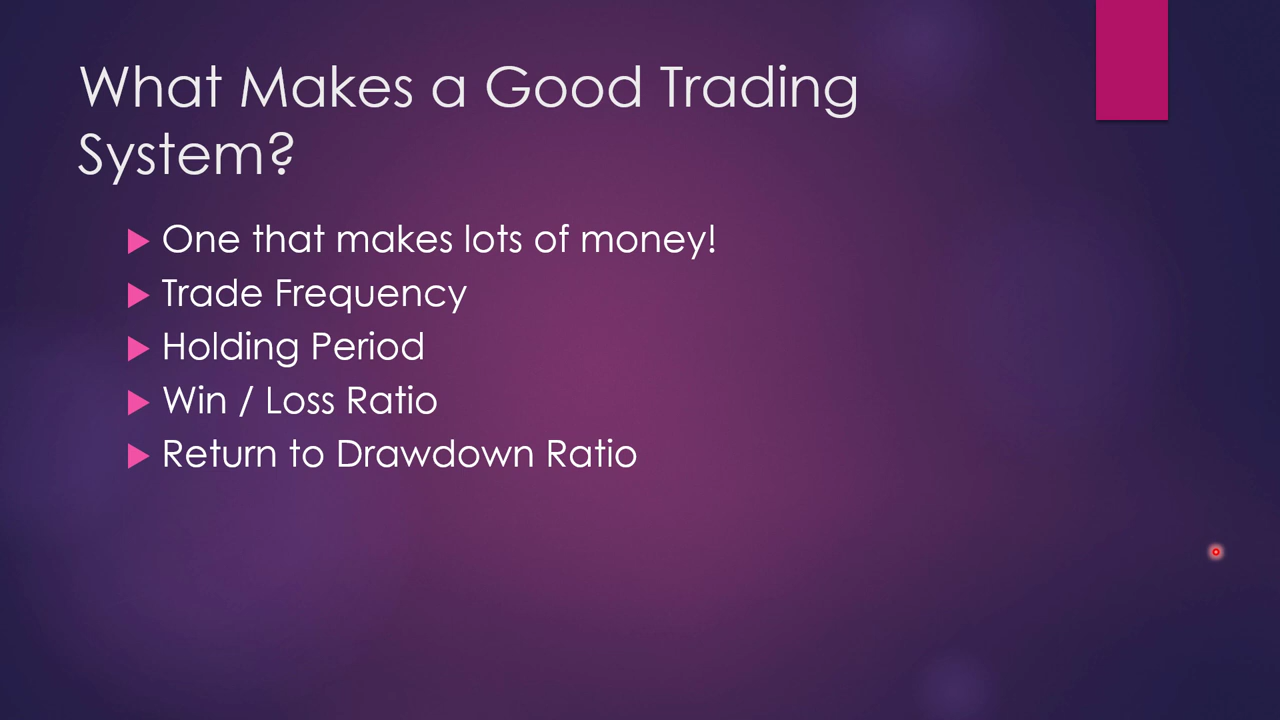 What Makes a Good Trading
System?
One that makes lots of money!
Trade Frequency
Holding Period
Win / Loss Ratio
Return to Drawdown Ratio